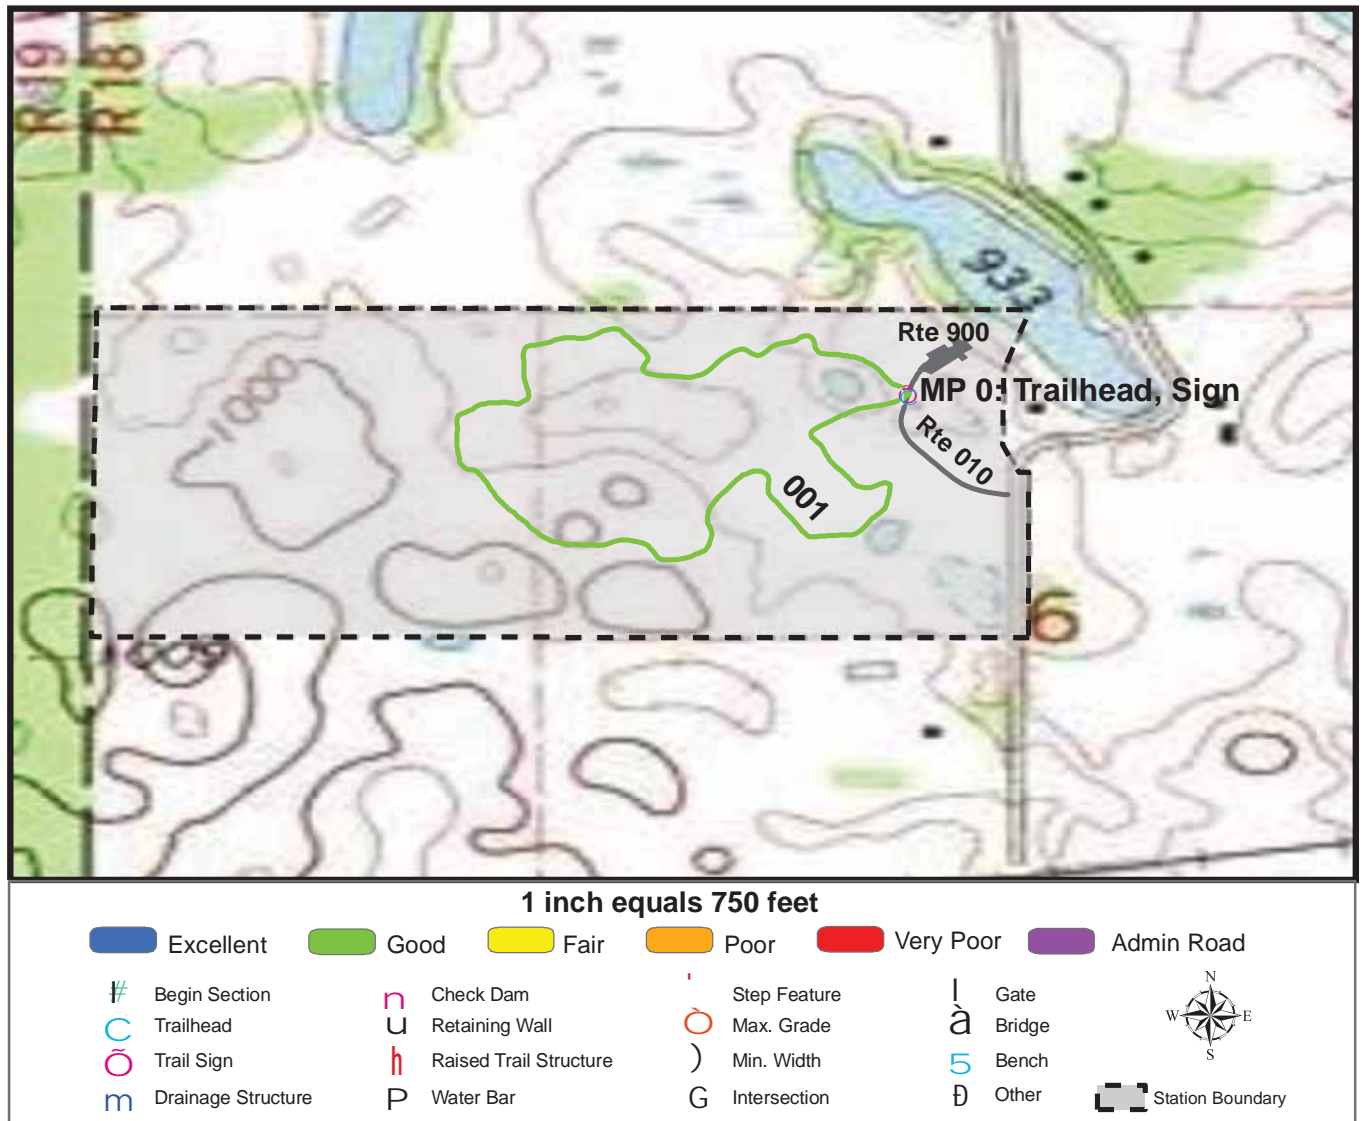 R19 W
R18 W
933
Rte 900
MP 0: Trailhead, Sign
1000
Rte 010
001
6
1 inch equals 750 feet
Excellent
Good
Fair
Poor
Very Poor
Admin Road
# Begin Section
n Check Dam
' Step Feature
l Gate
C Trailhead
u Retaining Wall
Ò Max. Grade
à Bridge
Õ Trail Sign
h Raised Trail Structure
) Min. Width
5 Bench
m Drainage Structure
P Water Bar
G Intersection
Ð Other
Station Boundary
N
W E
S